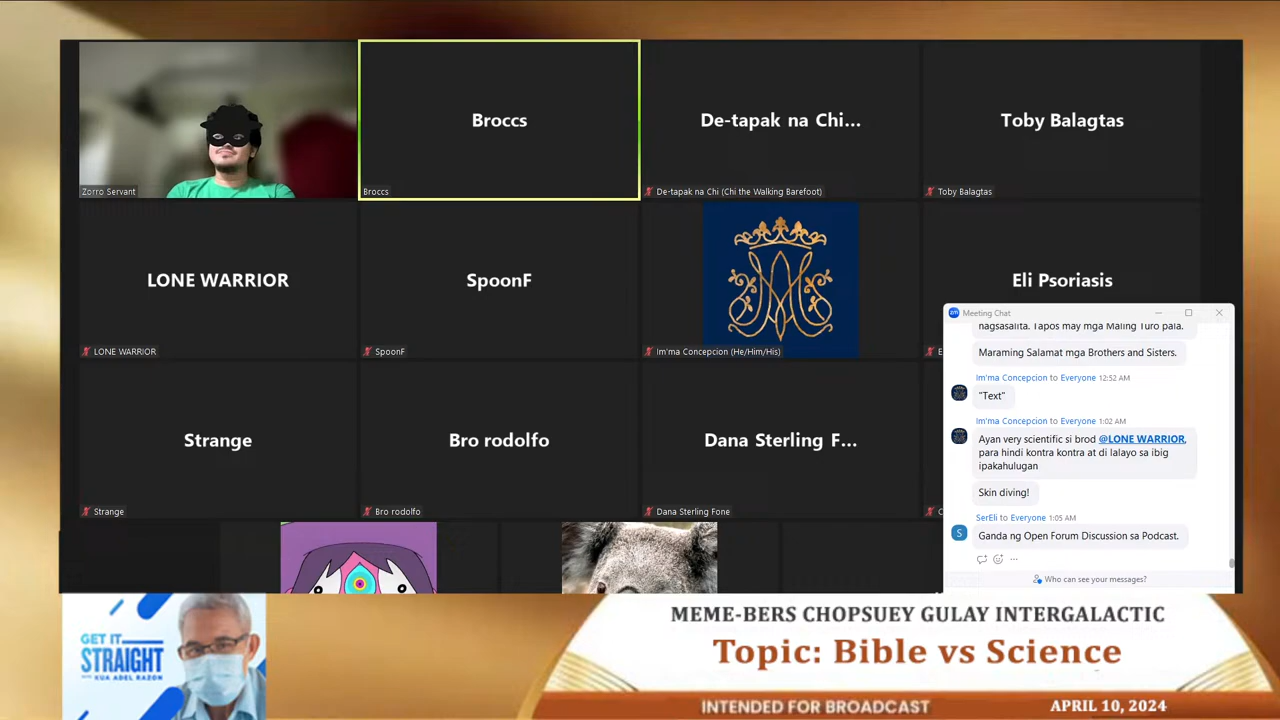 Zorro Servant
Broccs
Broccs
De-tapak na Chi...
De-tapak na Chi (Chi the Walking Barefoot)
Toby Balagtas
Toby Balagtas
LONE WARRIOR
LONE WARRIOR
SpoonF
SpoonF
Im'ma Concepcion (He/Him/His)
Eli Psoriasis
E
Strange
Strange
Bro rodolfo
Bro rodolfo
Dana Sterling F...
Dana Sterling Fone
zm Meeting Chat
nagsasalita. Tapos may mga Maling Turo pala.
Maraming Salamat mga Brothers and Sisters.
Im'ma Concepcion to Everyone 12:52 AM
"Text"
Im'ma Concepcion to Everyone 1:02 AM
Ayan very scientific si brod @LONE WARRIOR,
para hindi kontra kontra at di lalayo sa ibig
ipakahulugan
Skin diving!
SerEli to Everyone 1:05 AM
S
Ganda ng Open Forum Discussion sa Podcast.
Who can see your messages?
GET IT
STRAIGHT
WITH KUA ADEL RAZON
MEME-BERS CHOPSUEY GULAY INTERGALACTIC
Topic: Bible vs Science
INTENDED FOR BROADCAST
APRIL 10, 2024